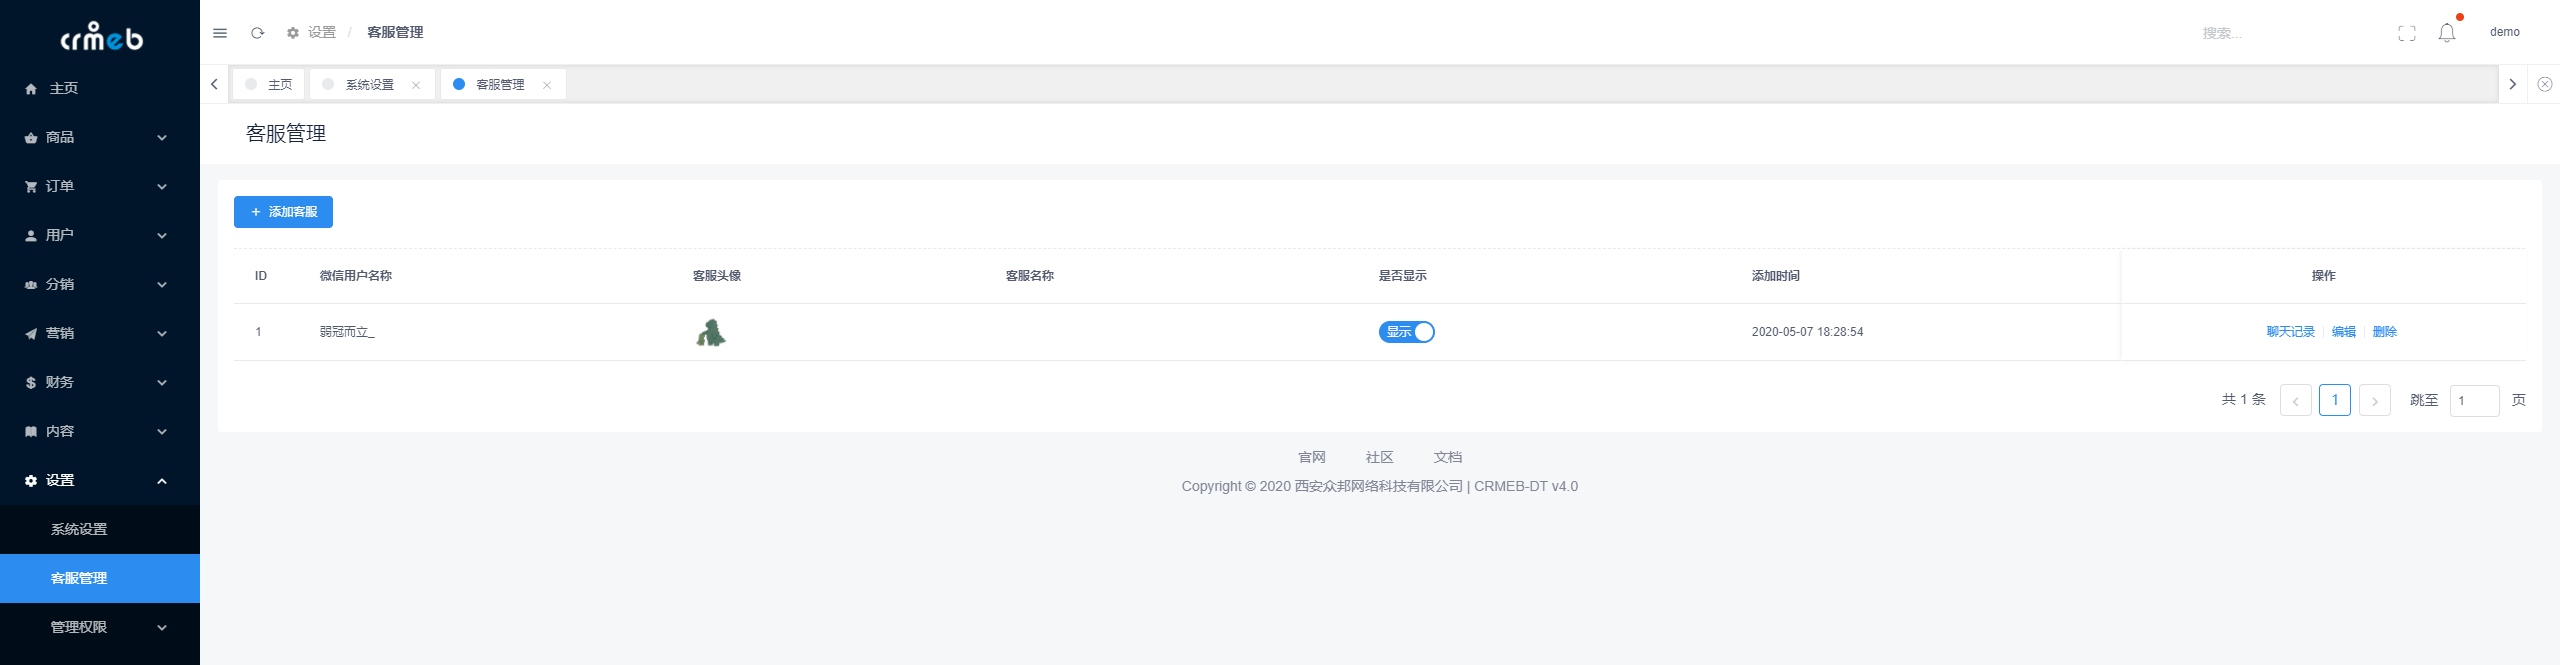 crmeb
设置 / 客服管理
搜索...
demo
主页
系统设置
客服管理
主页
商品
订单
用户
分销
营销
财务
内容
设置
系统设置
客服管理
管理权限
客服管理
+ 添加客服
ID 微信用户名称 客服头像 客服名称 是否显示 添加时间 操作
1 弱冠而立_ 显示 2020-05-07 18:28:54 聊天记录 编辑 删除
共 1 条 1 跳至 1 页
官网 社区 文档
Copyright © 2020 西安众邦网络科技有限公司 | CRMEB-DT v4.0